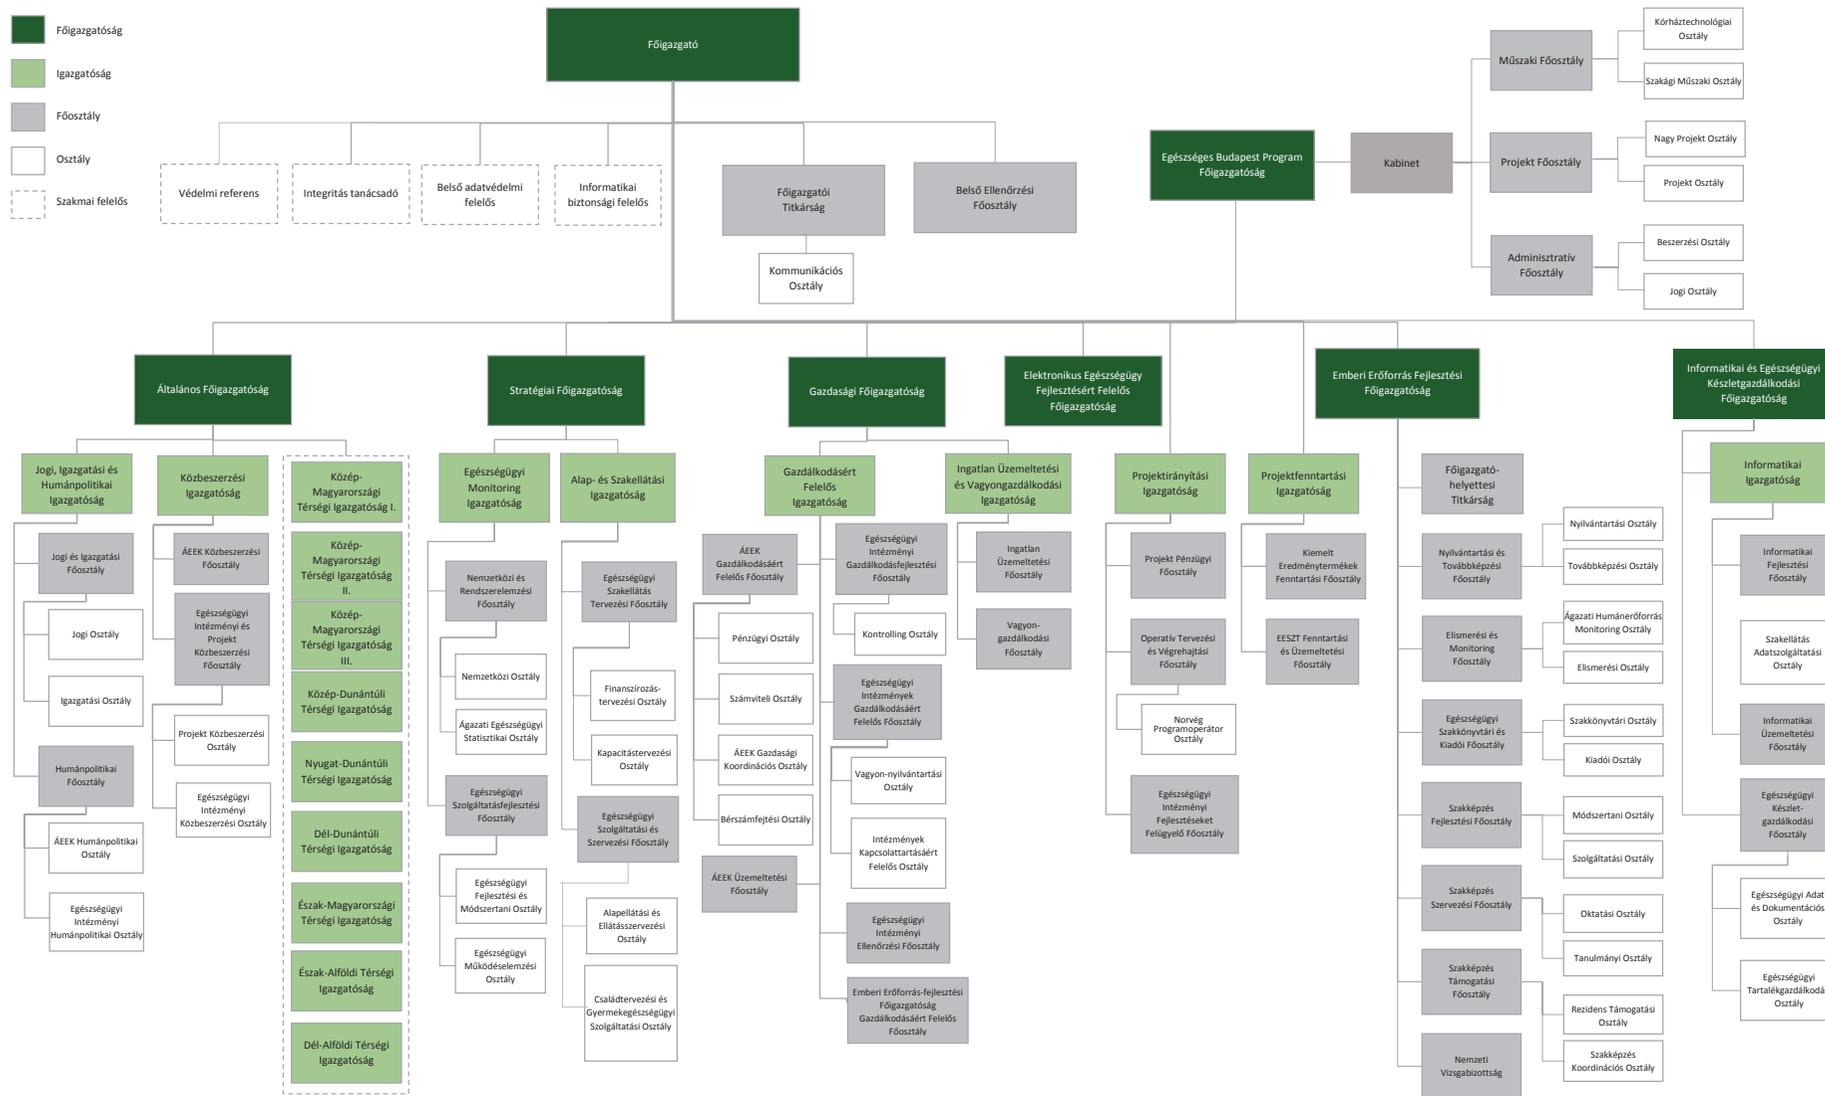 Főigazgatóság
Igazgatóság
Főosztály
Osztály
Szakmai felelős
Főigazgató
Védelmi referens
Integritás tanácsadó
Belső adatvédelmi
felelős
Informatikai
biztonsági felelős
Főigazgatói
Titkárság
Kommunikációs
Osztály
Belső Ellenőrzési
Főosztály
Egészséges Budapest Program
Főigazgatóság
Kabinet
Műszaki Főosztály
Kórháztechnológiai
Osztály
Szakági Műszaki Osztály
Projekt Főosztály
Nagy Projekt Osztály
Projekt Osztály
Adminisztratív
Főosztály
Beszerzési Osztály
Jogi Osztály
Általános Főigazgatóság
Jogi, Igazgatási és
Humánpolitikai
Igazgatóság
Jogi és Igazgatási
Főosztály
Jogi Osztály
Igazgatási Osztály
Humánpolitikai
Főosztály
ÁEEK Humánpolitikai
Osztály
Egészségügyi
Intézményi
Humánpolitikai Osztály
Közbeszerzési
Igazgatóság
ÁEEK Közbeszerzési
Főosztály
Egészségügyi
Intézményi és
Projekt
Közbeszerzési
Főosztály
Projekt Közbeszerzési
Osztály
Egészségügyi
Intézményi
Közbeszerzési Osztály
Közép-
Magyarországi
Térségi Igazgatóság I.
Közép-
Magyarországi
Térségi Igazgatóság
II.
Közép-
Magyarországi
Térségi Igazgatóság
III.
Közép-Dunántúli
Térségi Igazgatóság
Nyugat-Dunántúli
Térségi Igazgatóság
Dél-Dunántúli
Térségi Igazgatóság
Észak-Magyarországi
Térségi Igazgatóság
Észak-Alföldi Térségi
Igazgatóság
Dél-Alföldi Térségi
Igazgatóság
Stratégiai Főigazgatóság
Egészségügyi
Monitoring
Igazgatóság
Nemzetközi és
Rendszerelemzési
Főosztály
Nemzetközi Osztály
Ágazati Egészségügyi
Statisztikai Osztály
Egészségügyi
Szolgáltatásfejlesztési
Főosztály
Egészségügyi
Fejlesztési és
Módszertani Osztály
Egészségügyi
Működéselemzési
Osztály
Alap- és Szakellátási
Igazgatóság
Egészségügyi
Szakellátás
Tervezési Főosztály
Finanszírozás-
tervezési Osztály
Kapacitástervezési
Osztály
Egészségügyi
Szolgáltatási és
Szervezési Főosztály
Alapellátási és
Ellátásszervezési
Osztály
Családtervezési és
Gyermekegészségügyi
Szolgáltatási Osztály
Gazdasági Főigazgatóság
Gazdálkodásért
Felelős
Igazgatóság
ÁEEK
Gazdálkodásáért
Felelős Főosztály
Pénzügyi Osztály
Számviteli Osztály
ÁEEK Gazdasági
Koordinációs Osztály
Bérszámfejtési Osztály
ÁEEK Üzemeltetési
Főosztály
Egészségügyi
Intézményi
Gazdálkodásfejlesztési
Főosztály
Kontrolling Osztály
Egészségügyi
Intézmények
Gazdálkodásáért
Felelős Főosztály
Vagyon-nyilvántartási
Osztály
Intézmények
Kapcsolattartásáért
Felelős Osztály
Egészségügyi
Intézményi
Ellenőrzési Főosztály
Emberi Erőforrás-fejlesztési
Főigazgatóság
Gazdálkodásáért Felelős
Főosztály
Ingatlan Üzemeltetési
és Vagyongazdálkodási
Igazgatóság
Ingatlan
Üzemeltetési
Főosztály
Vagyon-
gazdálkodási
Főosztály
Elektronikus Egészségügy
Fejlesztésért Felelős
Főigazgatóság
Projektirányítási
Igazgatóság
Projekt Pénzügyi
Főosztály
Operatív Tervezési
és Végrehajtási
Főosztály
Norvég
Programoperátor
Osztály
Egészségügyi
Intézményi
Fejlesztéseket
Felügyelő Főosztály
Projektfenntartási
Igazgatóság
Kiemelt
Eredménytermékek
Fenntartási Főosztály
EESZT Fenntartási
és Üzemeltetési
Főosztály
Emberi Erőforrás Fejlesztési
Főigazgatóság
Főigazgató-
helyettesi
Titkárság
Nyilvántartási és
Továbbképzési
Főosztály
Nyilvántartási Osztály
Továbbképzési Osztály
Elismerési és
Monitoring
Főosztály
Ágazati Humánerőforrás
Monitoring Osztály
Elismerési Osztály
Egészségügyi
Szakkönyvtári és
Kiadói Főosztály
Szakkönyvtári Osztály
Kiadói Osztály
Szakképzés
Fejlesztési Főosztály
Módszertani Osztály
Szolgáltatási Osztály
Szakképzés
Szervezési Főosztály
Oktatási Osztály
Tanulmányi Osztály
Szakképzés
Támogatási
Főosztály
Rezidens Támogatási
Osztály
Szakképzés
Koordinációs Osztály
Nemzeti
Vizsgabizottság
Informatikai és Egészségügyi
Készletgazdálkodási
Főigazgatóság
Informatikai
Igazgatóság
Informatikai
Fejlesztési
Főosztály
Szakellátás
Adatszolgáltatási
Osztály
Informatikai
Üzemeltetési
Főosztály
Egészségügyi
Készlet-
gazdálkodási
Főosztály
Egészségügyi Adat
és Dokumentációs
Osztály
Egészségügyi
Osztály